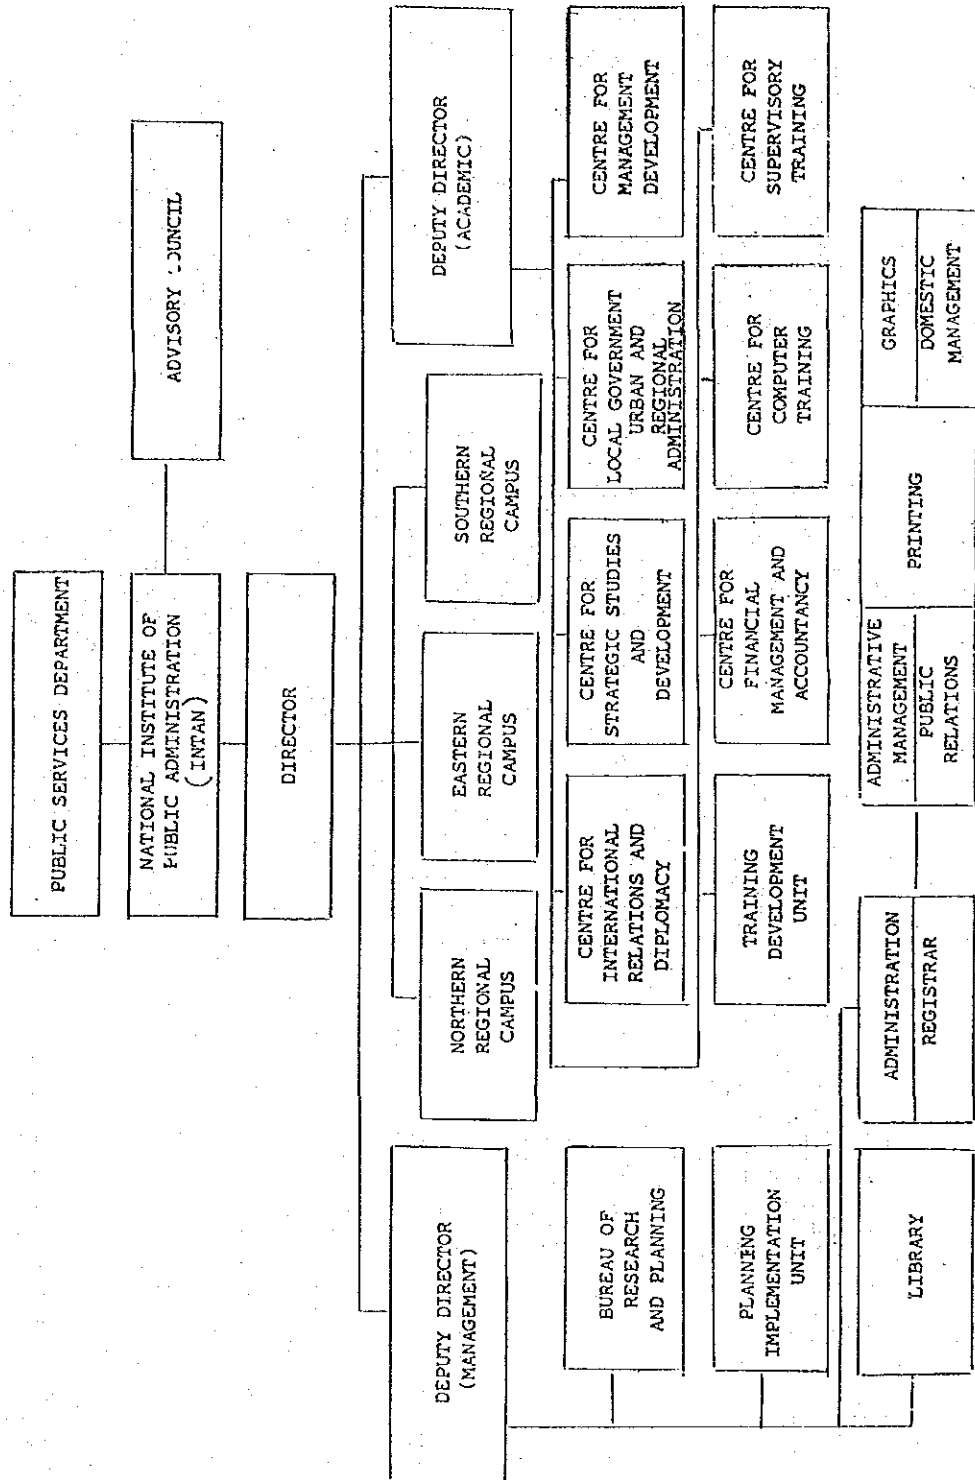 PUBLIC SERVICES DEPARTMENT
NATIONAL INSTITUTE OF
PUBLIC ADMINISTRATION
(INTAN)
ADVISORY COUNCIL
DIRECTOR
DEPUTY DIRECTOR
(MANAGEMENT)
NORTHERN
REGIONAL
CAMPUS
EASTERN
REGIONAL
CAMPUS
SOUTHERN
REGIONAL
CAMPUS
DEPUTY DIRECTOR
(ACADEMIC)
BUREAU OF
RESEARCH
AND PLANNING
CENTRE FOR
INTERNATIONAL
RELATIONS AND
DIPLOMACY
CENTRE FOR
STRATEGIC STUDIES
AND
DEVELOPMENT
CENTRE FOR
LOCAL GOVERNMENT
URBAN AND
REGIONAL
ADMINISTRATION
CENTRE FOR
MANAGEMENT
DEVELOPMENT
PLANNING
IMPLEMENTATION
UNIT
TRAINING
DEVELOPMENT
UNIT
CENTRE FOR
FINANCIAL
MANAGEMENT AND
ACCOUNTANCY
CENTRE FOR
COMPUTER
TRAINING
CENTRE FOR
SUPERVISORY
TRAINING
LIBRARY
ADMINISTRATION
REGISTRAR
ADMINISTRATIVE
MANAGEMENT
PUBLIC
RELATIONS
PRINTING
GRAPHICS
DOMESTIC
MANAGEMENT